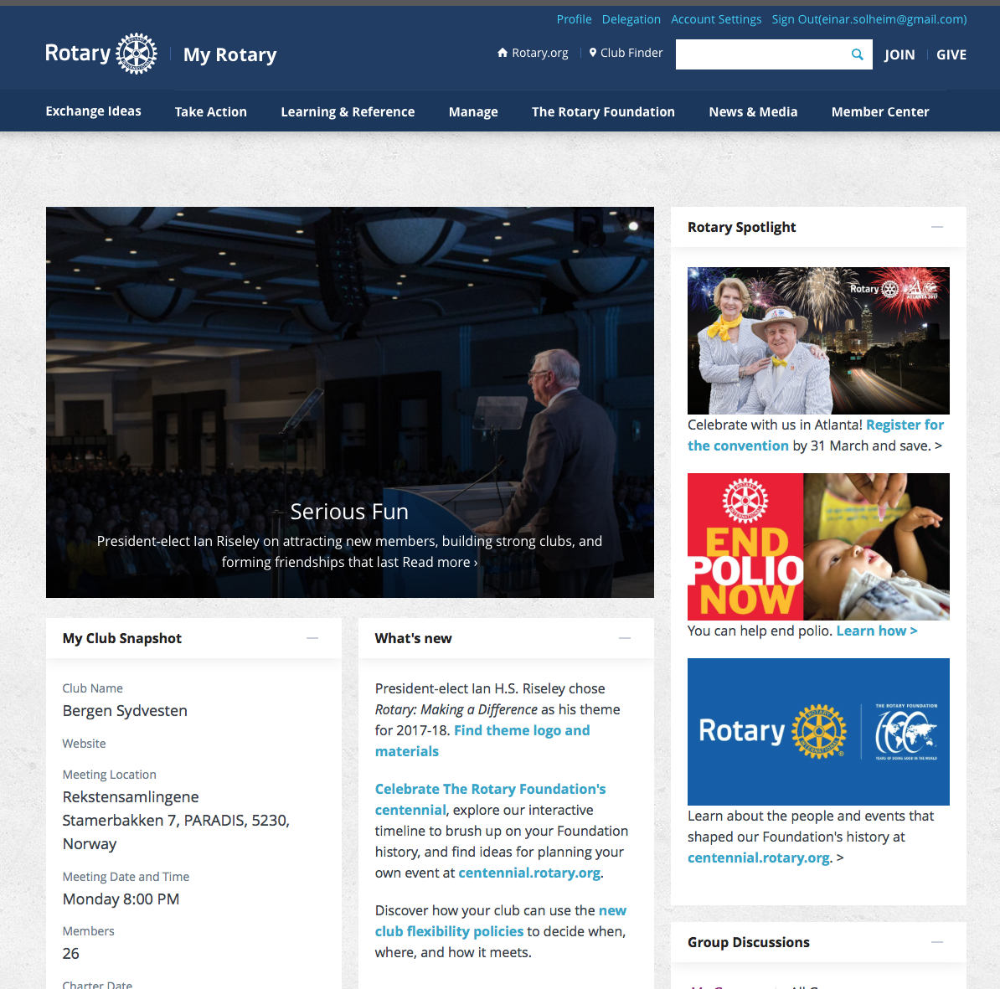 Profile Delegation Account Settings Sign Out(einar.solheim@gmail.com)
Rotary
My Rotary
Rotary.org
Club Finder
JOIN
GIVE
Exchange Ideas Take Action Learning & Reference Manage The Rotary Foundation News & Media Member Center
Serious Fun
President-elect Ian Riseley on attracting new members, building strong clubs, and
forming friendships that last Read more ›
My Club Snapshot
Club Name
Bergen Sydvesten
Website
Meeting Location
Rekstensamlingene
Stamerbakken 7, PARADIS, 5230,
Norway
Meeting Date and Time
Monday 8:00 PM
Members
26
Charter Date
What's new
President-elect Ian H.S. Riseley chose
Rotary: Making a Difference as his theme
for 2017-18. Find theme logo and
materials
Celebrate The Rotary Foundation's
centennial, explore our interactive
timeline to brush up on your Foundation
history, and find ideas for planning your
own event at centennial.rotary.org.
Discover how your club can use the new
club flexibility policies to decide when,
where, and how it meets.
Rotary Spotlight
Rotary
ATLANTA 2017
Celebrate with us in Atlanta! Register for
the convention by 31 March and save. >
ROTARY
INTERNATIONAL
END
POLIO
NOW
You can help end polio. Learn how >
Rotary
ROTARY
INTERNATIONAL
THE ROTARY FOUNDATION
100
YEARS OF DOING GOOD IN THE WORLD
Learn about the people and events that
shaped our Foundation's history at
centennial.rotary.org. >
Group Discussions